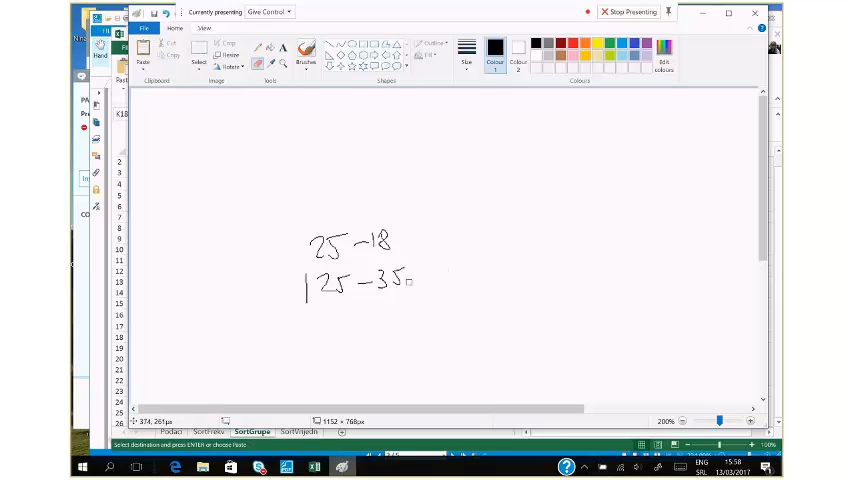 Currently presenting
Give Control
Stop Presenting
File
Home
View
Hand
Cut
Copy
Paste
Clipboard
Crop
Resize
Rotate
Select
Image
Tools
Brushes
Outline
Fill
Shapes
Size
Colour 1
Colour 2
Edit colours
Colours
K18
2
3
4
5
6
7
8
9
10
11
12
13
14
15
16
17
18
19
20
21
22
23
24
25
26
25-18
125-35
374, 261px
1152 × 768px
200%
Podaci
SortFrekv
SortGrupe
SortVrijedn
Select destination and press ENTER or choose Paste
100%
ENG
SRL
15:58
13/03/2017